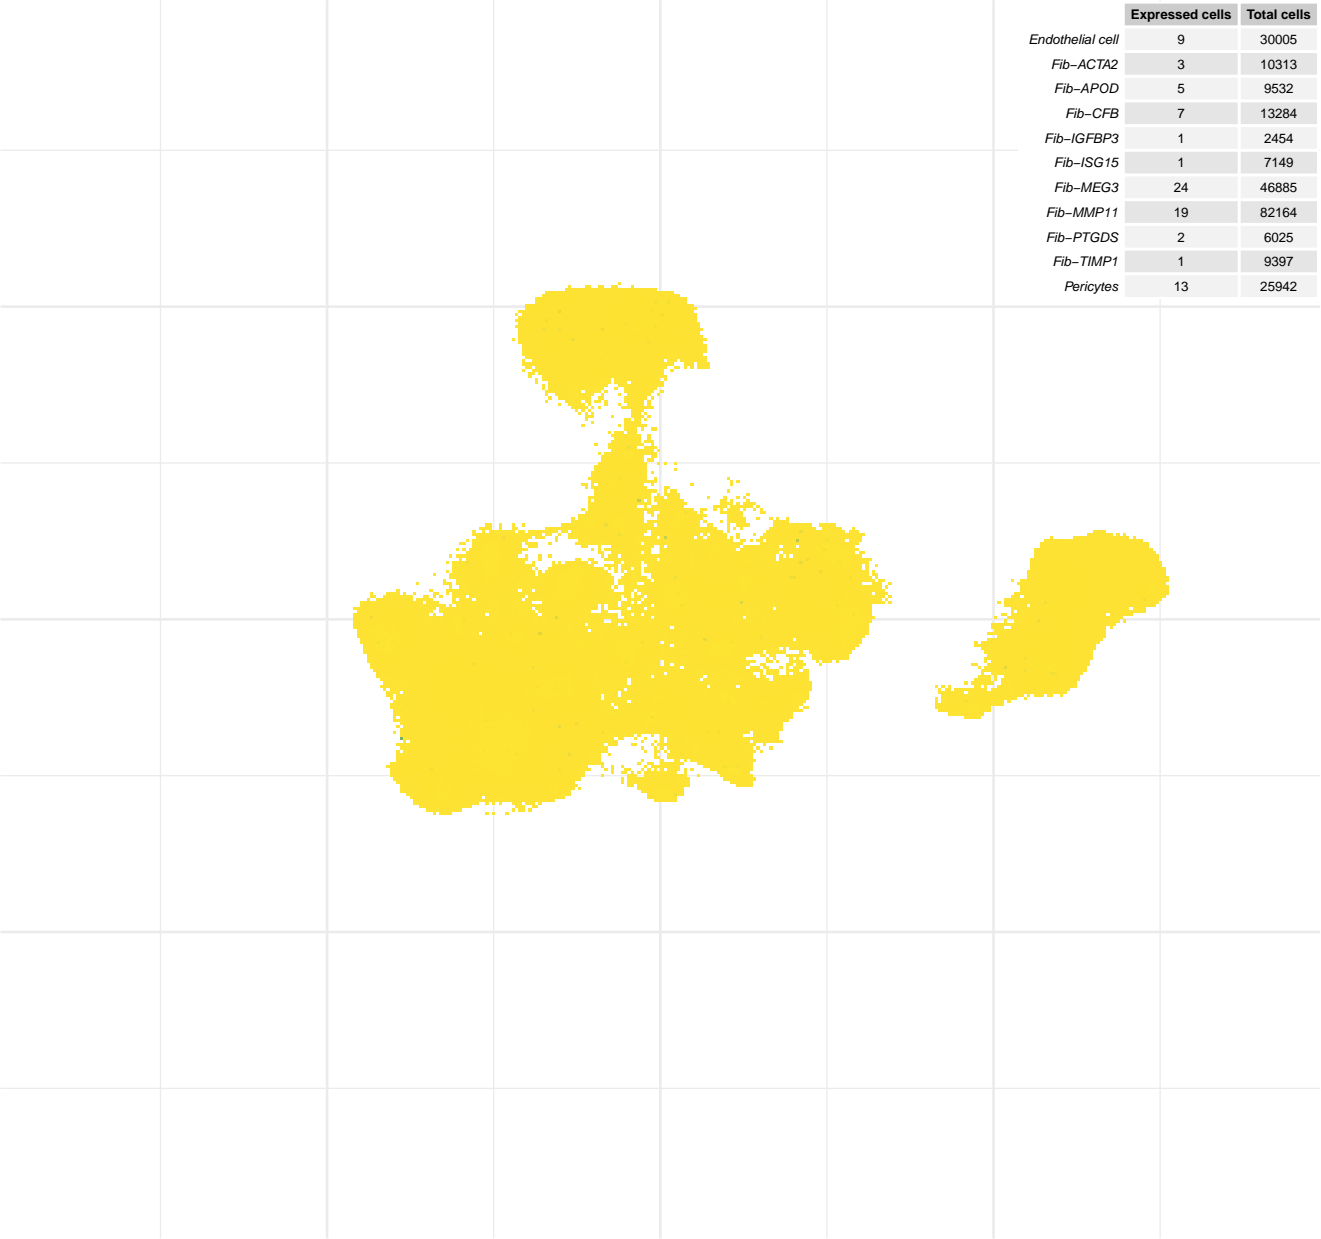 Expressed cells Total cells
Endothelial cell 9 30005
Fib−ACTA2 3 10313
Fib−APOD 5 9532
Fib−CFB 7 13284
Fib−IGFBP3 1 2454
Fib−ISG15 1 7149
Fib−MEG3 24 46885
Fib−MMP11 19 82164
Fib−PTGDS 2 6025
Fib−TIMP1 1 9397
Pericytes 13 25942